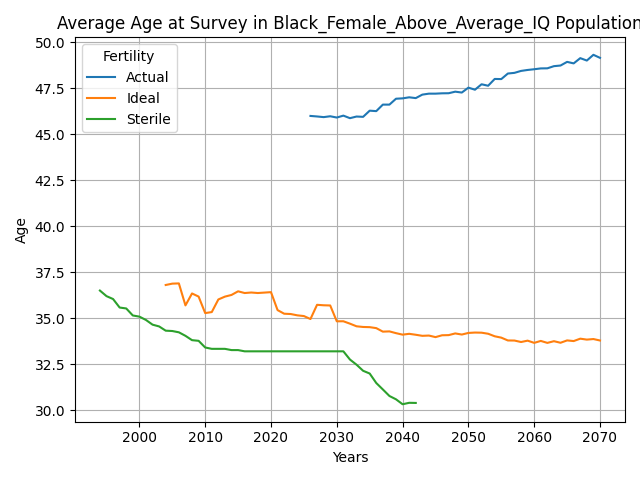 Average Age at Survey in Black_Female_Above_Average_IQ Population
50.0
47.5
45.0
42.5
40.0
37.5
35.0
32.5
30.0
Age
Fertility
Actual
Ideal
Sterile
2000 2010 2020 2030 2040 2050 2060 2070
Years